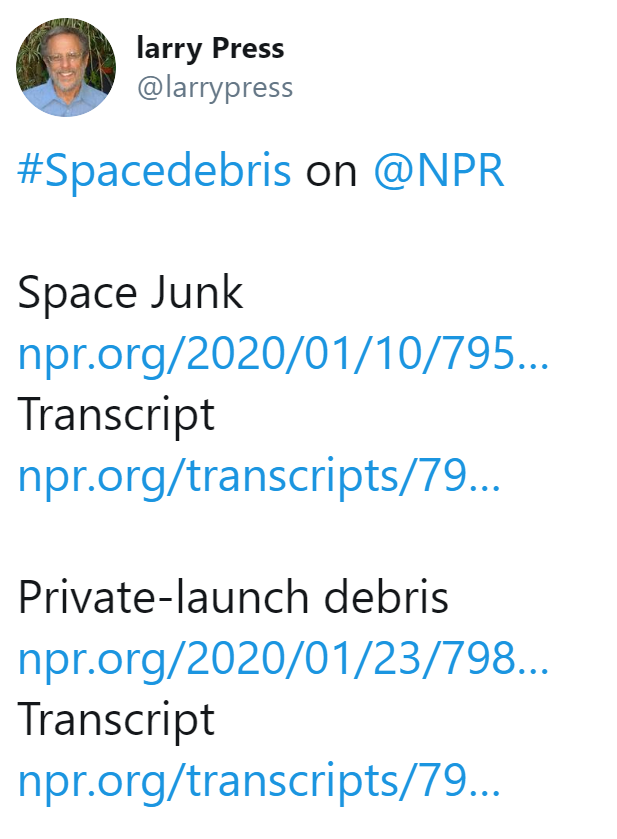 larry Press
@larrypress
#Spacedebris on @NPR
Space Junk
npr.org/2020/01/10/795...
Transcript
npr.org/transcripts/79...
Private-launch debris
npr.org/2020/01/23/798...
Transcript
npr.org/transcripts/79...